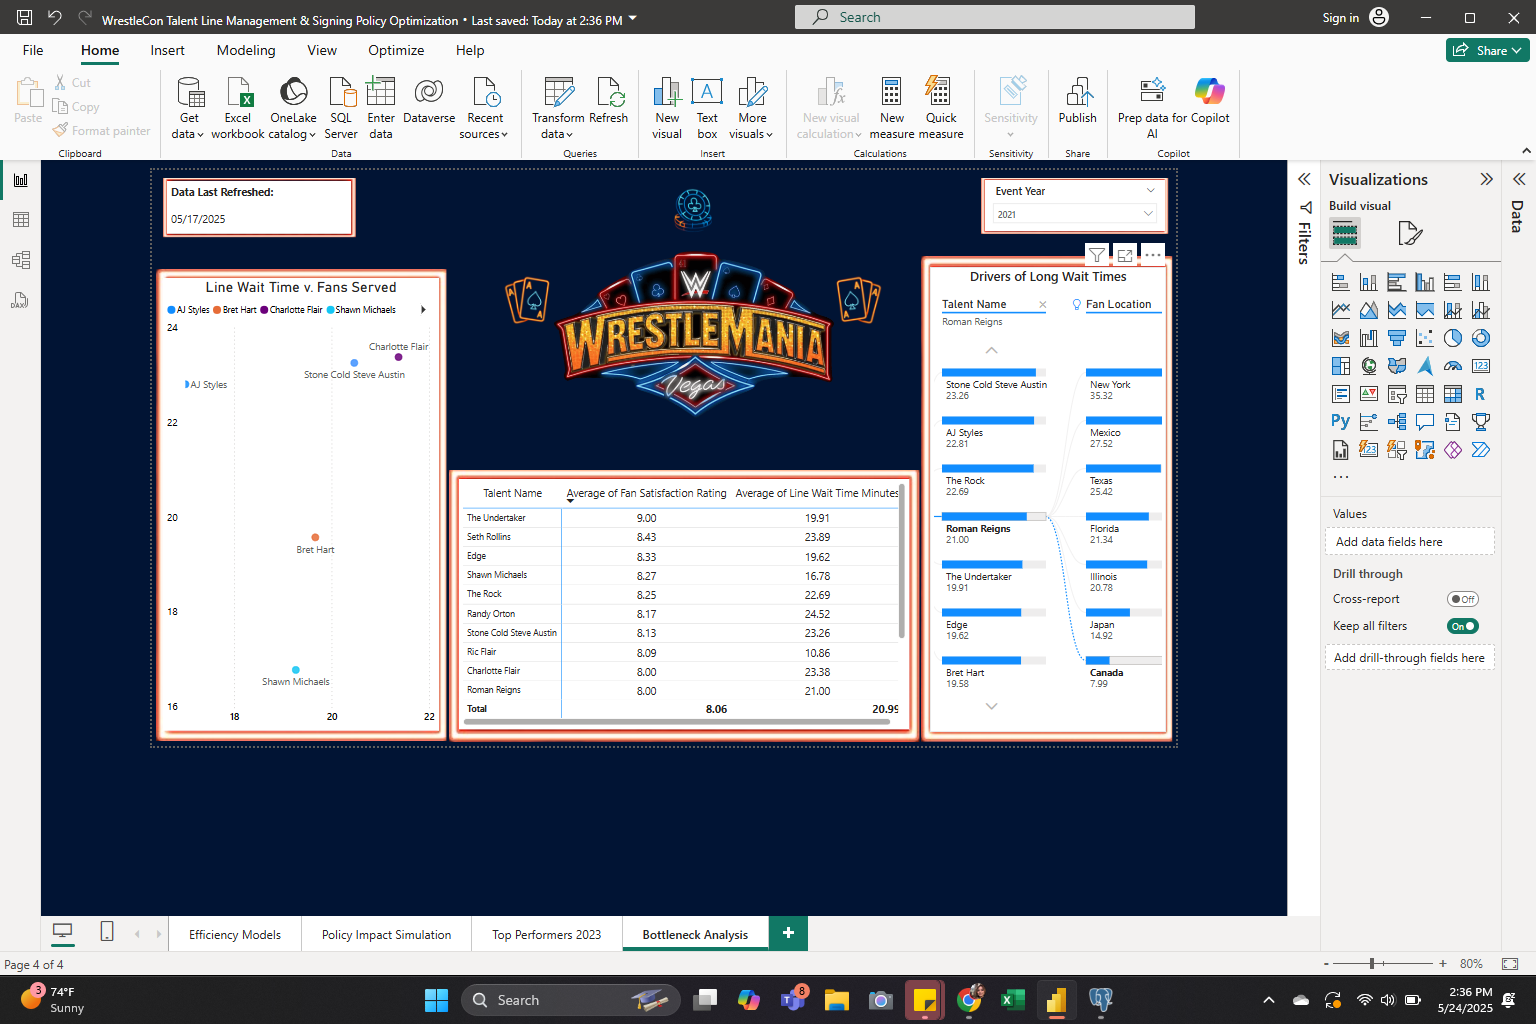 WrestleCon Talent Line Management & Signing Policy Optimization • Last saved: Today at 2:36 PM
Search
Sign in
File
Home
Insert
Modeling
View
Optimize
Help
Share
Paste
Cut
Copy
Format painter
Clipboard
Get data
Excel workbook
OneLake catalog
SQL Server
Enter data
Dataverse
Recent sources
Data
Transform data
Refresh
Queries
New visual
Text box
More visuals
Insert
New visual calculation
New measure
Quick measure
Calculations
Sensitivity
Sensitivity
Publish
Share
Prep data for AI
Copilot
Copilot
Data Last Refreshed:
05/17/2025
Event Year
2021
Line Wait Time v. Fans Served
AJ Styles Bret Hart Charlotte Flair Shawn Michaels
24
22
20
18
16
18 20 22
Charlotte Flair
Stone Cold Steve Austin
AJ Styles
Bret Hart
Shawn Michaels
W
WRESTLEMANIA
Vegas
Talent Name Average of Fan Satisfaction Rating Average of Line Wait Time Minutes
The Undertaker 9.00 19.91
Seth Rollins 8.43 23.89
Edge 8.33 19.62
Shawn Michaels 8.27 16.78
The Rock 8.25 22.69
Randy Orton 8.17 24.52
Stone Cold Steve Austin 8.13 23.26
Ric Flair 8.09 10.86
Charlotte Flair 8.00 23.38
Roman Reigns 8.00 21.00
Total 8.06 20.99
Drivers of Long Wait Times
Talent Name
Roman Reigns
Fan Location
Stone Cold Steve Austin
23.26
AJ Styles
22.81
The Rock
22.69
Roman Reigns
21.00
The Undertaker
19.91
Edge
19.62
Bret Hart
19.58
New York
35.32
Mexico
27.52
Texas
25.42
Florida
21.34
Illinois
20.78
Japan
14.92
Canada
7.99
Filters
Visualizations
Build visual
123
R
Py
123
Values
Add data fields here
Drill through
Cross-report
Off
Keep all filters
On
Add drill-through fields here
Data
Efficiency Models
Policy Impact Simulation
Top Performers 2023
Bottleneck Analysis
Page 4 of 4
80%
3
74°F
Sunny
Search
8
2:36 PM
5/24/2025